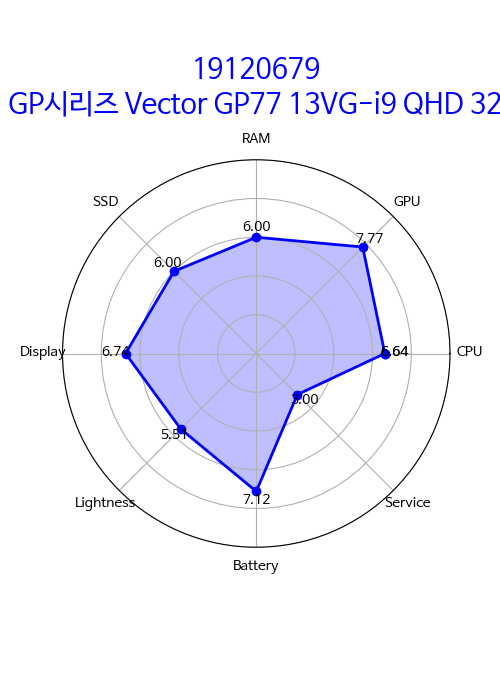 19120679
GP시리즈 Vector GP77 13VG-i9 QHD 32
RAM
SSD
GPU
6.00
7.77
6.00
Display
6.74
6.64
CPU
3.00
5.51
7.12
Lightness
Service
Battery